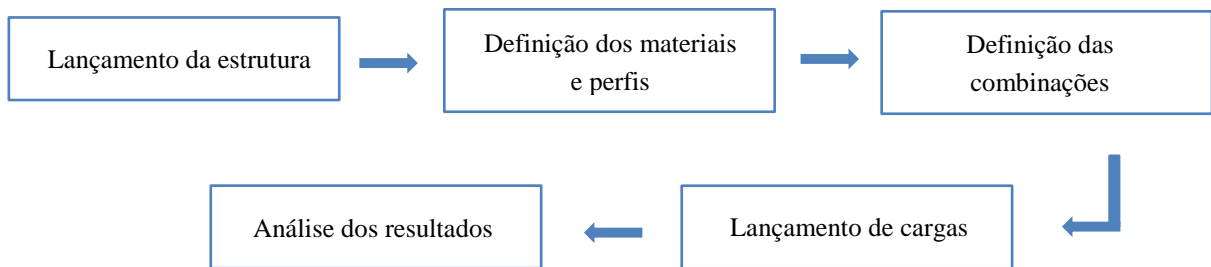 Lançamento da estrutura
Definição dos materiais
e perfis
Definição das
combinações
Lançamento de cargas
Análise dos resultados